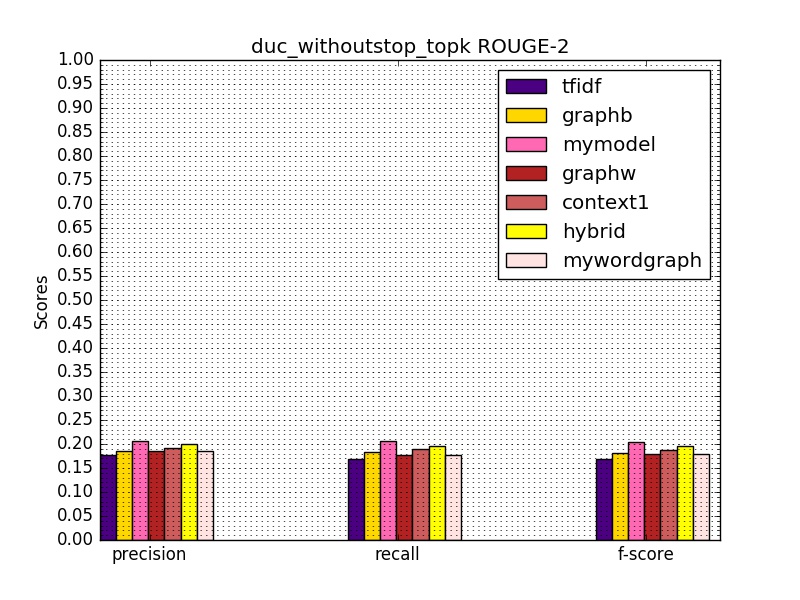 duc_withoutstop_topk ROUGE-2
1.00
0.95
0.90
0.85
0.80
0.75
0.70
0.65
0.60
0.55
0.50
0.45
0.40
0.35
0.30
0.25
0.20
0.15
0.10
0.05
0.00
Scores
tfidf
graphb
mymodel
graphw
context1
hybrid
mywordgraph
precision
recall
f-score